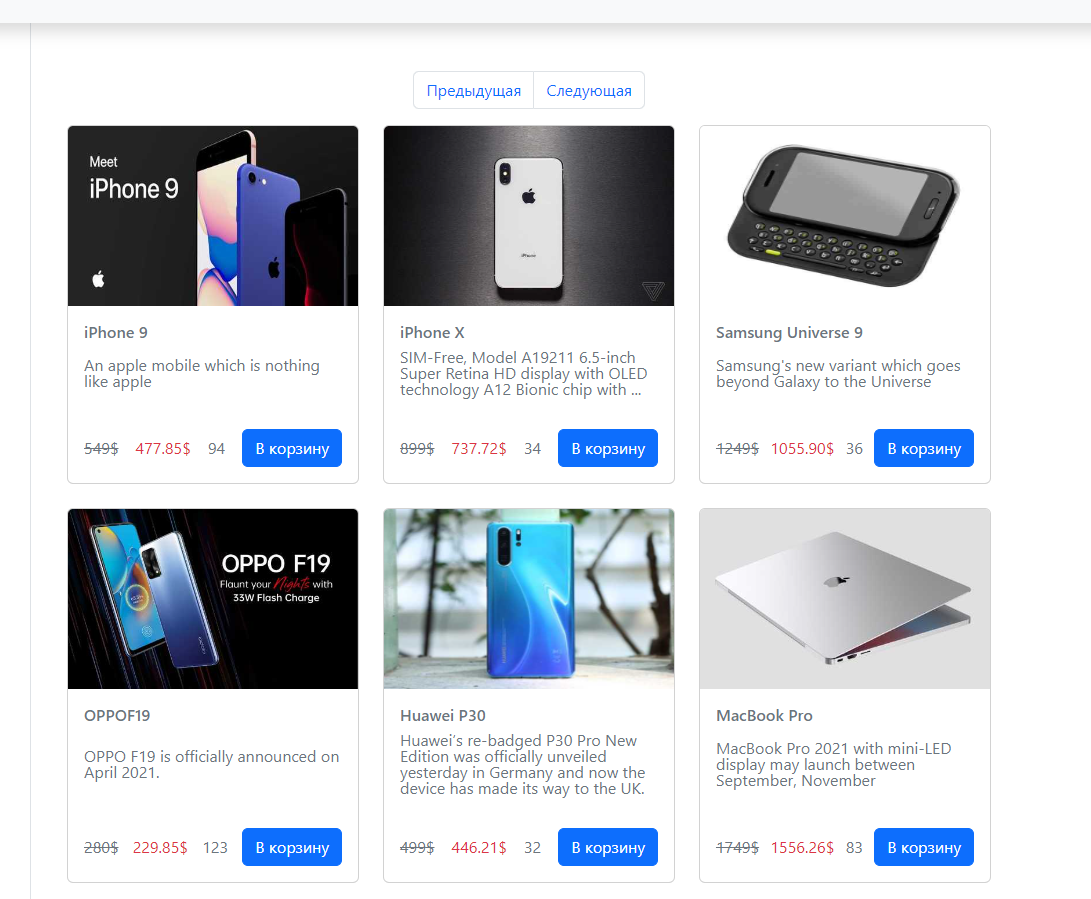 Предыдущая
Следующая
Meet
iPhone 9
iPhone
iPhone 9
An apple mobile which is nothing
like apple
549$ 477.85$ 94 В корзину
iPhone X
SIM-Free, Model A19211 6.5-inch
Super Retina HD display with OLED
technology A12 Bionic chip with ...
899$ 737.72$ 34 В корзину
Samsung Universe 9
Samsung's new variant which goes
beyond Galaxy to the Universe
1249$ 1055.90$ 36 В корзину
OPPO F19
Flaunt your Nights with
33W Flash Charge
OPPOF19
OPPO F19 is officially announced on
April 2021.
280$ 229.85$ 123 В корзину
Huawei P30
Huawei’s re-badged P30 Pro New
Edition was officially unveiled
yesterday in Germany and now the
device has made its way to the UK.
499$ 446.21$ 32 В корзину
MacBook Pro
MacBook Pro 2021 with mini-LED
display may launch between
September, November
1749$ 1556.26$ 83 В корзину